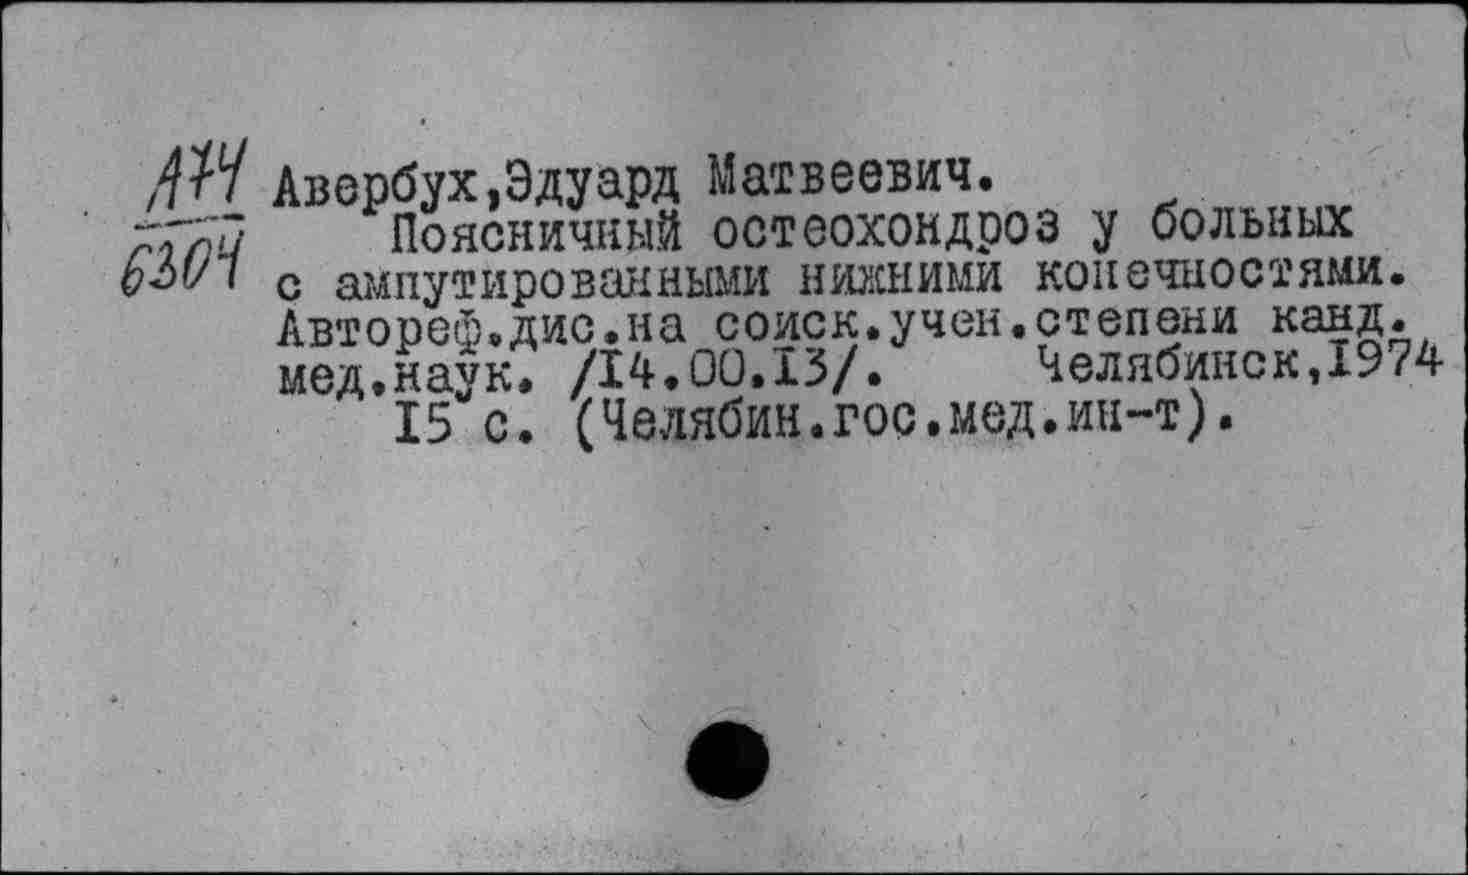 А74 Авербух,Эдуард Матвеевич.
6304 Поясничный остеохондроз у больных
с ампутированными нижними конечностями.
Автореф.дис.на соиск.учен.степени канд.
мед.наук. /14.00.13/. Челябинск,1974
15 с. (Челябин.гос.мед.ин-т).